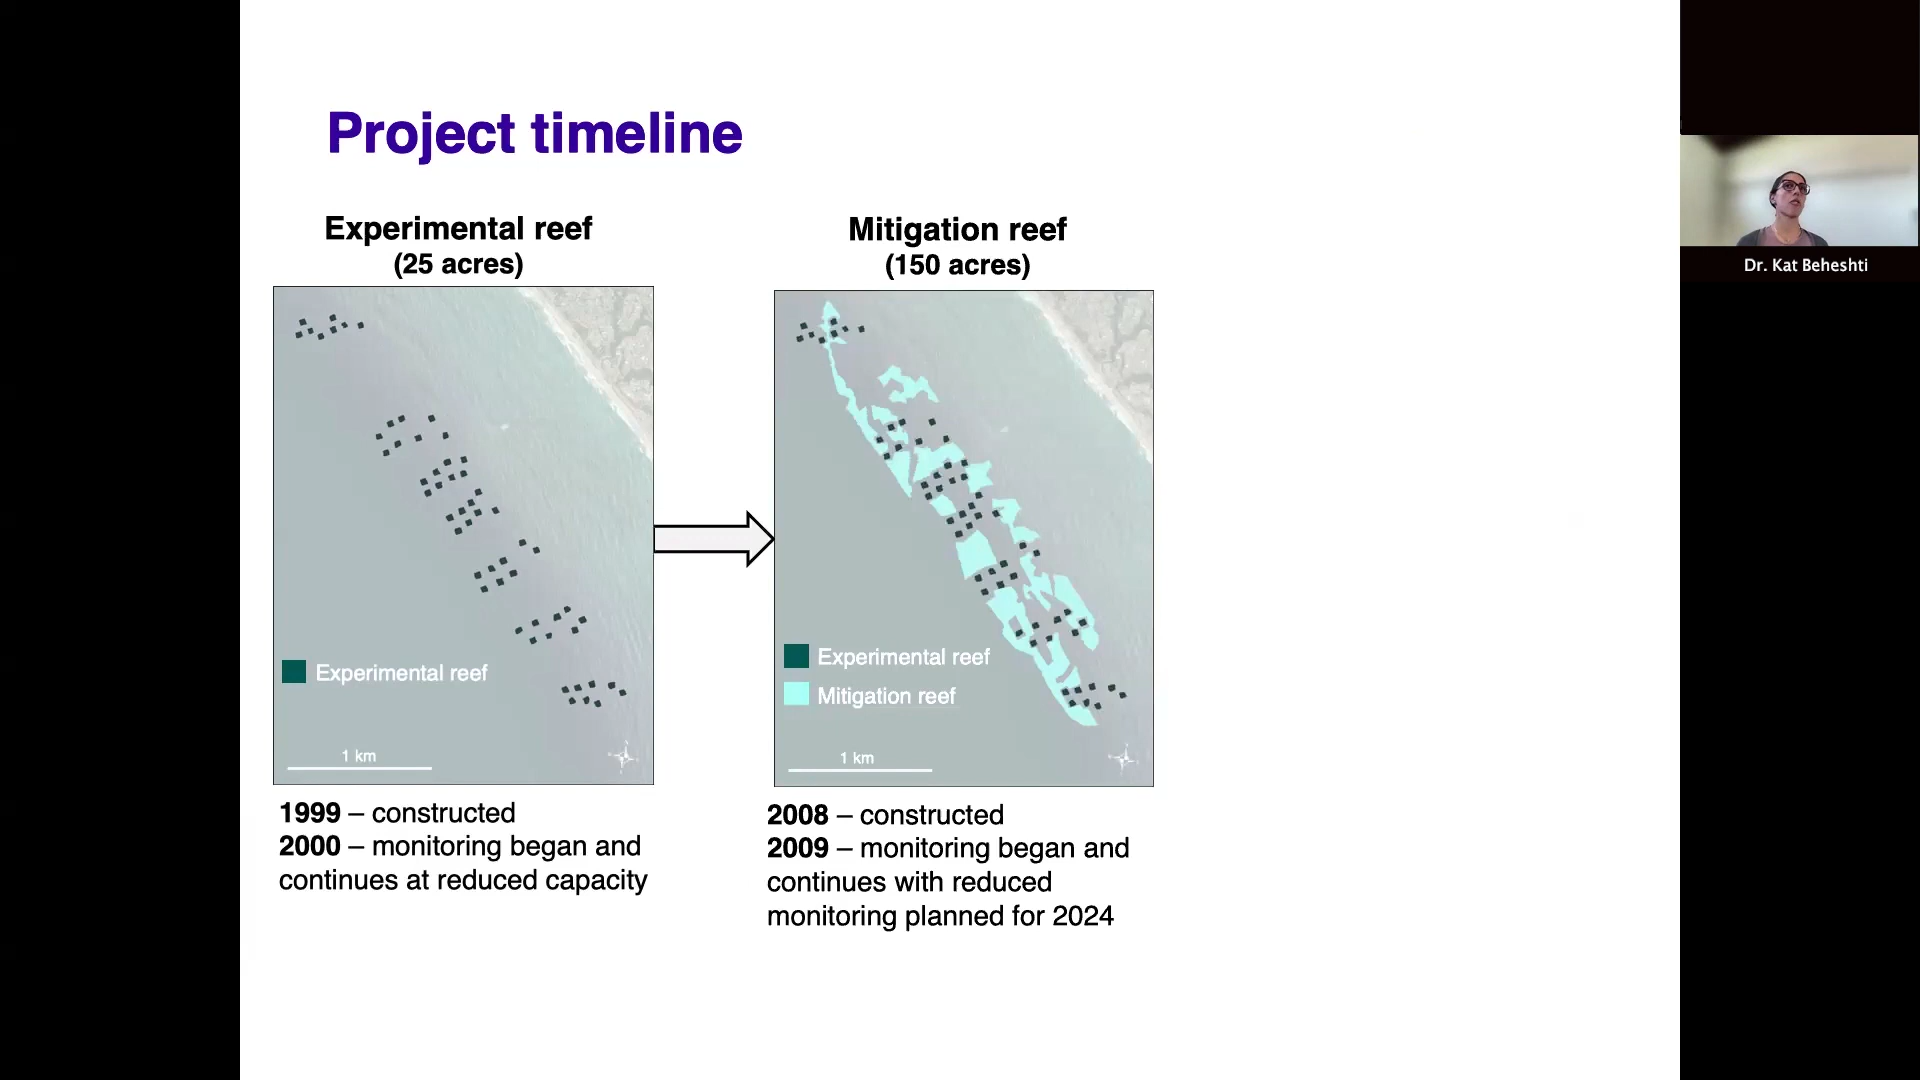 Project timeline
Experimental reef
(25 acres)
Experimental reef
1 km
1999 – constructed
2000 – monitoring began and
continues at reduced capacity
Mitigation reef
(150 acres)
Experimental reef
Mitigation reef
1 km
2008 – constructed
2009 – monitoring began and
continues with reduced
monitoring planned for 2024
Dr. Kat Beheshti